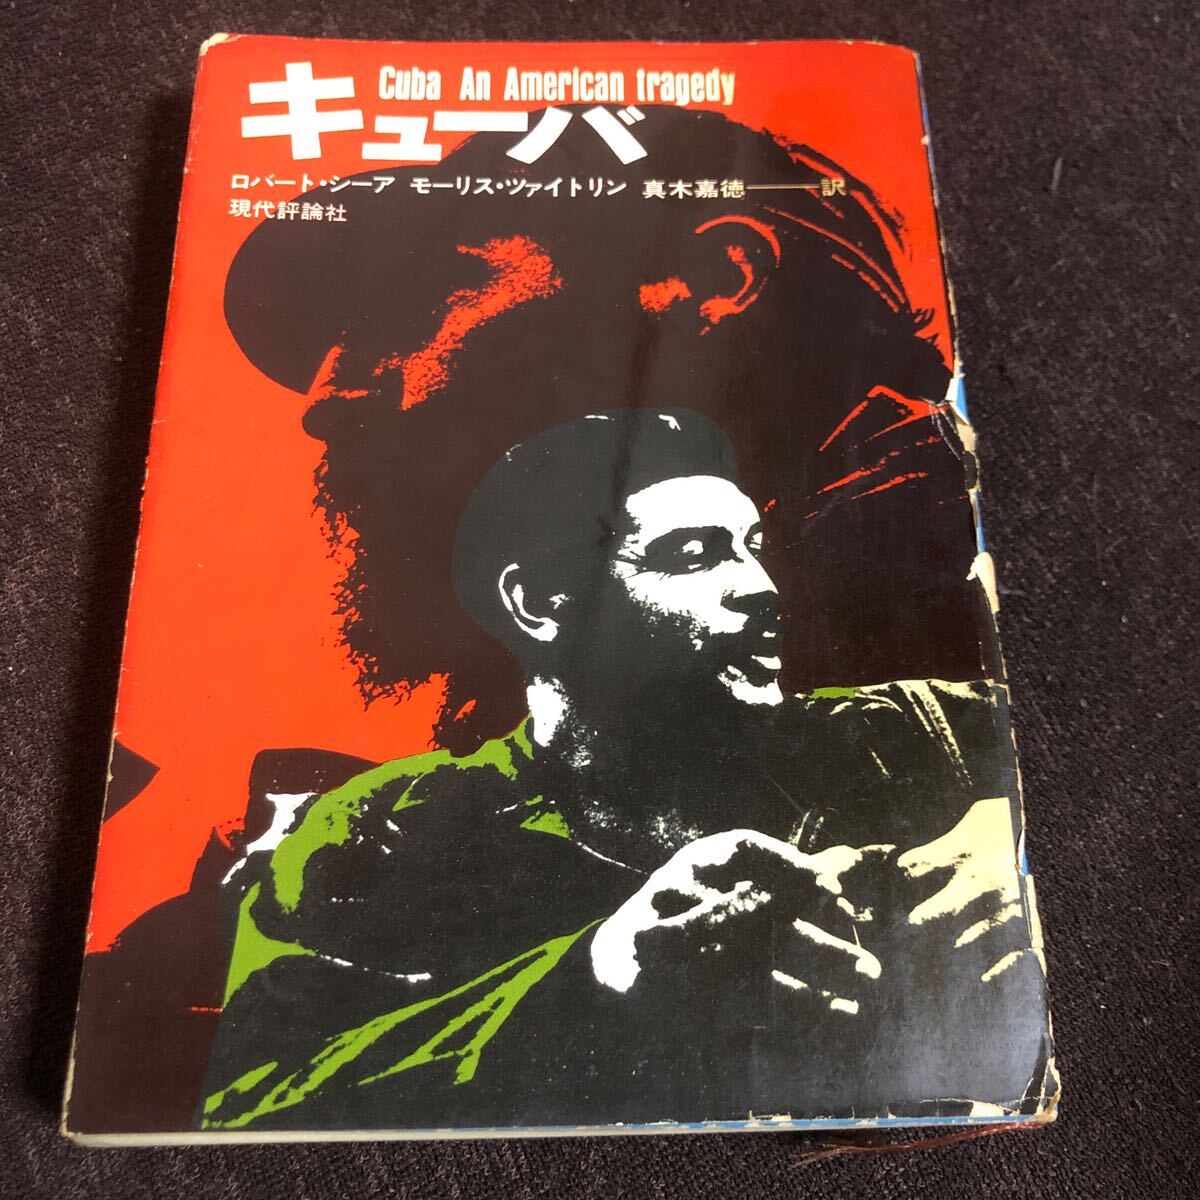 Cuba An American tragedy
キューバ
ロバート・シーア モーリス・ツァイトリン 真木嘉徳――訳
現代評論社